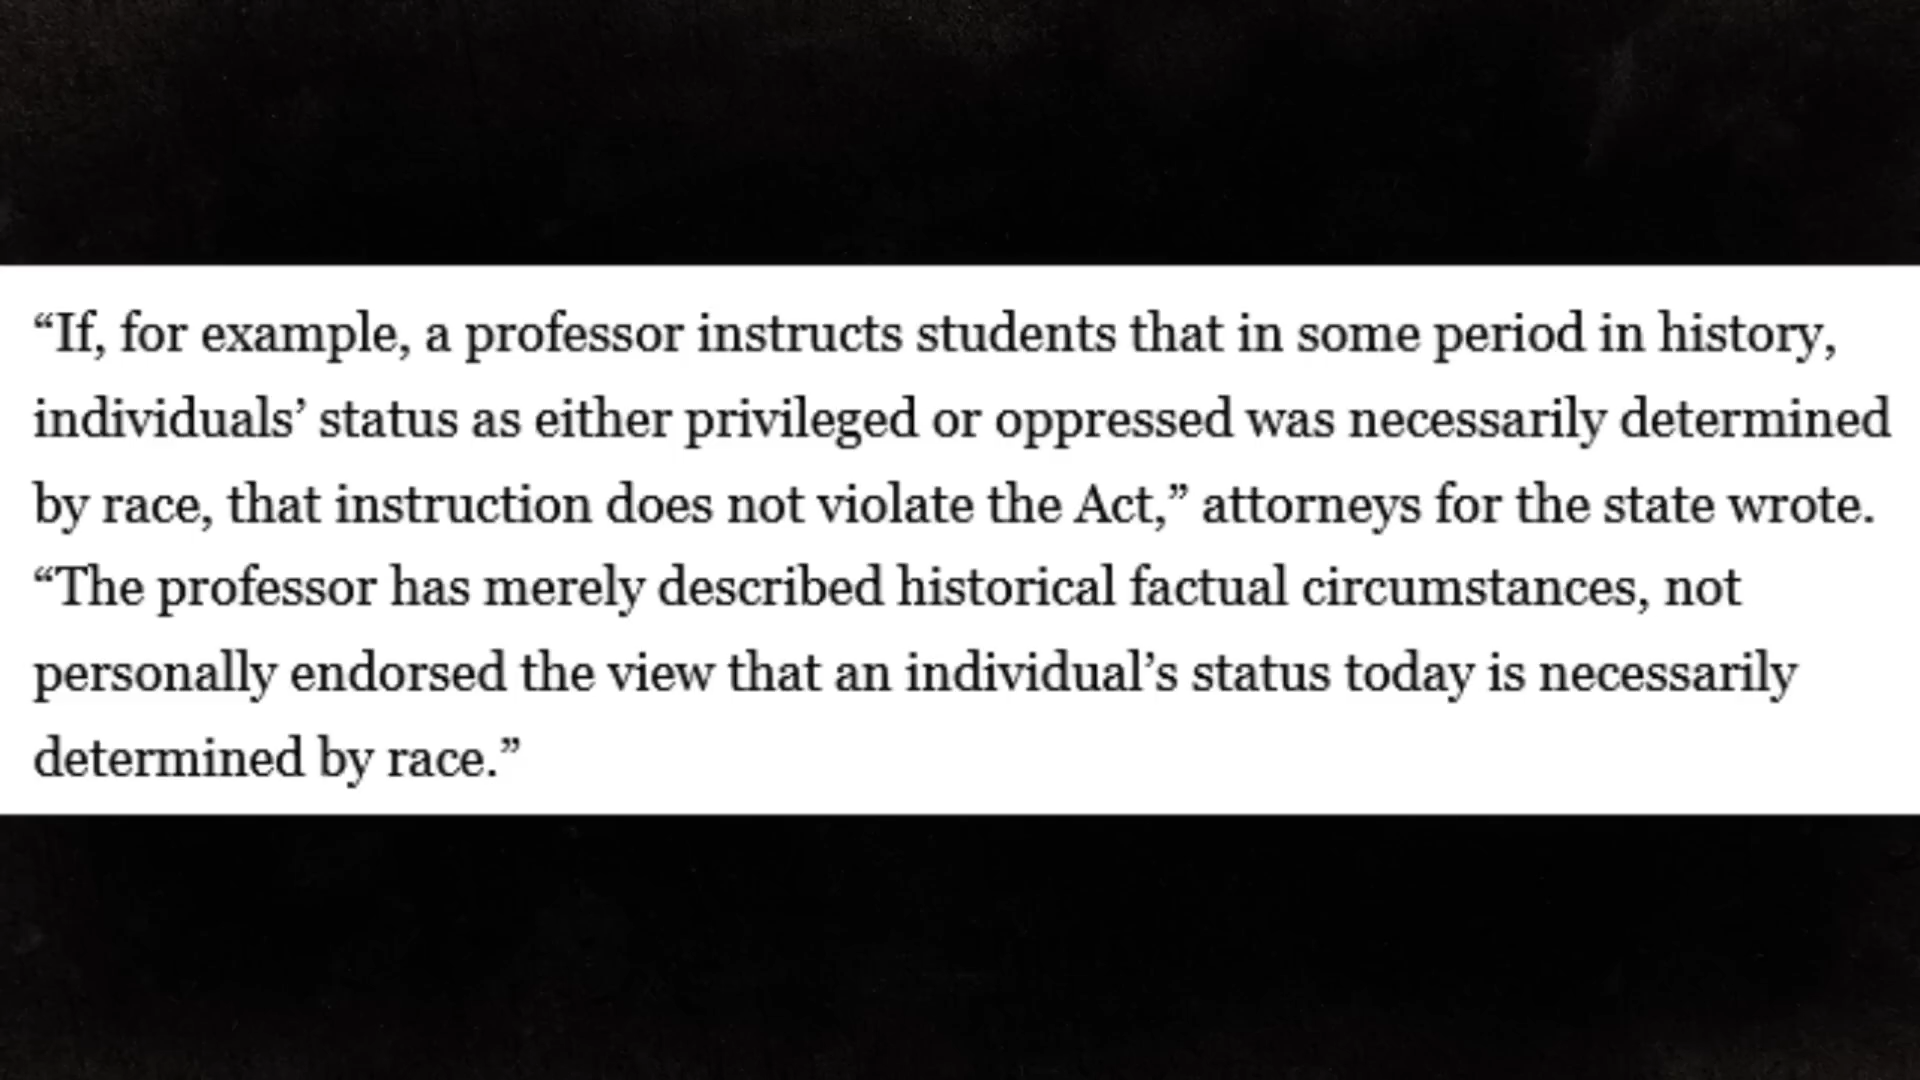 “If, for example, a professor instructs students that in some period in history,
individuals’ status as either privileged or oppressed was necessarily determined
by race, that instruction does not violate the Act,” attorneys for the state wrote.
“The professor has merely described historical factual circumstances, not
personally endorsed the view that an individual’s status today is necessarily
determined by race.”